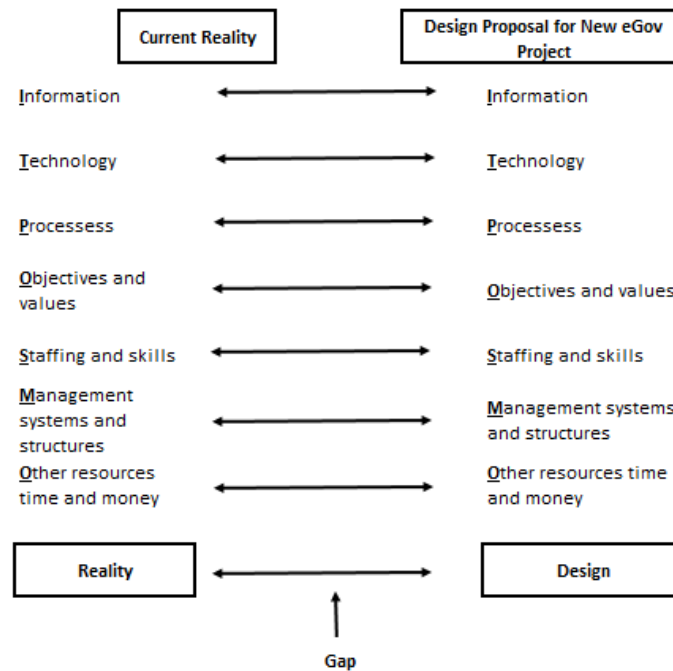 Current Reality
Design Proposal for New eGov
Project
Information
Information
Technology
Technology
Processess
Processess
Objectives and
values
Objectives and values
Staffing and skills
Staffing and skills
Management
systems and
structures
Management systems
and structures
Other resources
time and money
Other resources time
and money
Reality
Design
Gap